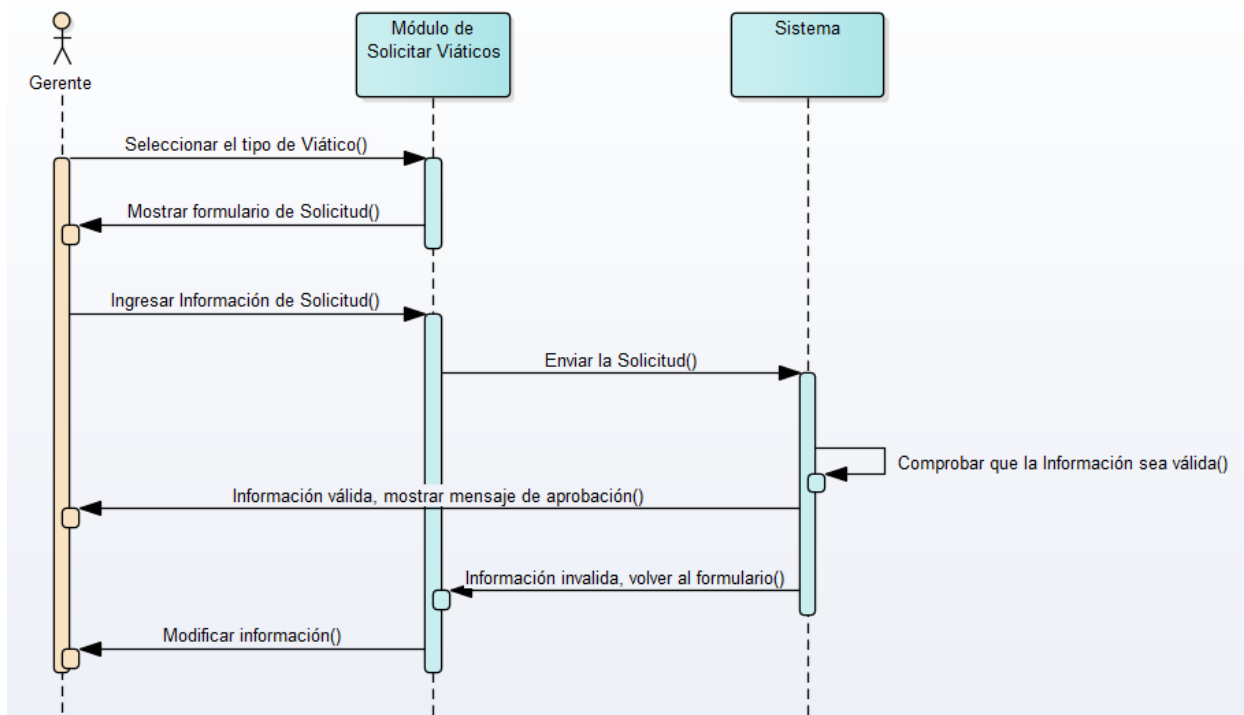 Gerente
Módulo de
Solicitar Viáticos
Sistema
Seleccionar el tipo de Viático()
Mostrar formulario de Solicitud()
Ingresar Información de Solicitud()
Enviar la Solicitud()
Comprobar que la Información sea válida()
Información válida, mostrar mensaje de aprobación()
Información invalida, volver al formulario()
Modificar información()